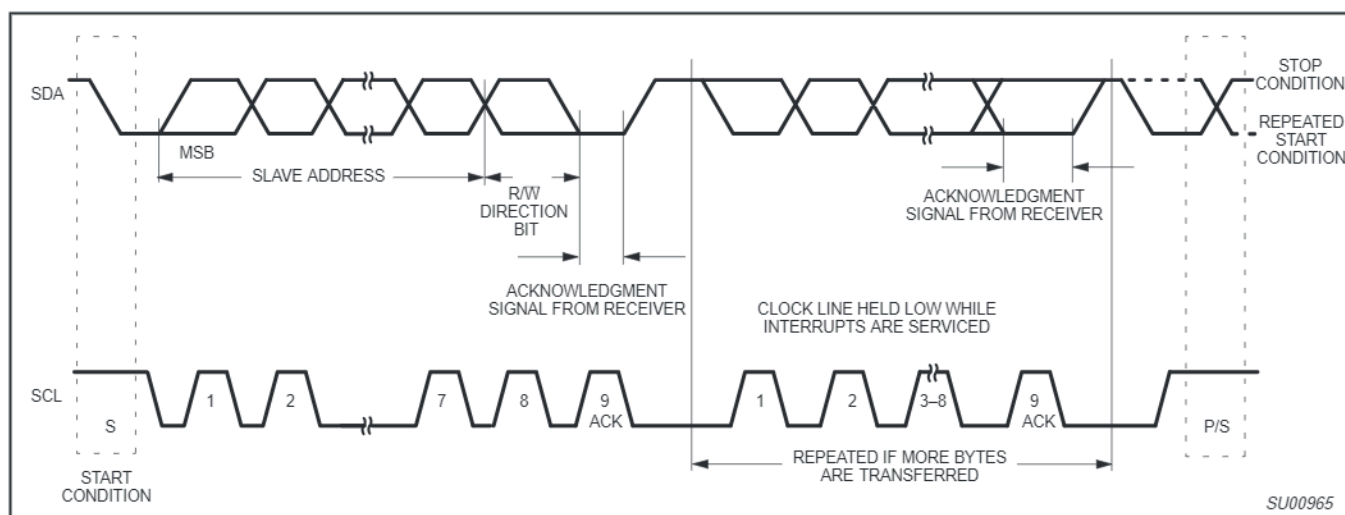 SDA
STOP
CONDITION
REPEATED
START
CONDITION
MSB
SLAVE ADDRESS
R/W
DIRECTION
BIT
ACKNOWLEDGMENT
SIGNAL FROM RECEIVER
ACKNOWLEDGMENT
SIGNAL FROM RECEIVER
CLOCK LINE HELD LOW WHILE
INTERRUPTS ARE SERVICED
SCL
1 2 7 8 9 1 2 3–8 9
ACK ACK
S P/S
START
CONDITION
REPEATED IF MORE BYTES
ARE TRANSFERRED
SU00965